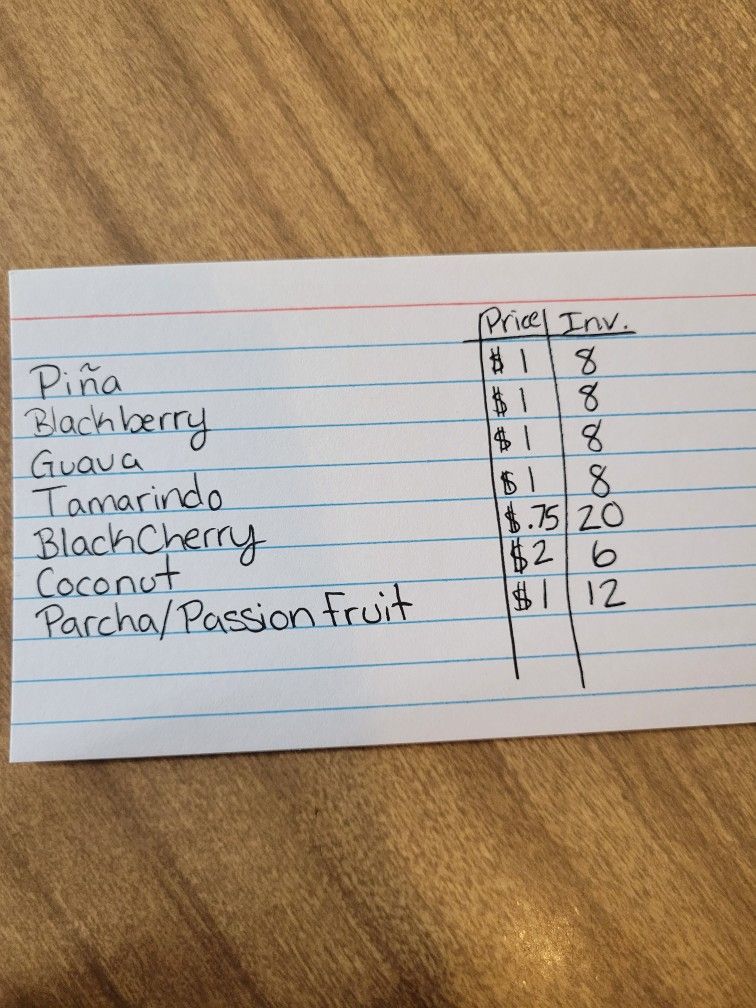 Price Inv.
Piña $1 8
Blackberry $1 8
Guava $1 8
Tamarindo $1 8
BlackCherry $.75 20
Coconut $2 6
Parcha/Passion fruit $1 12